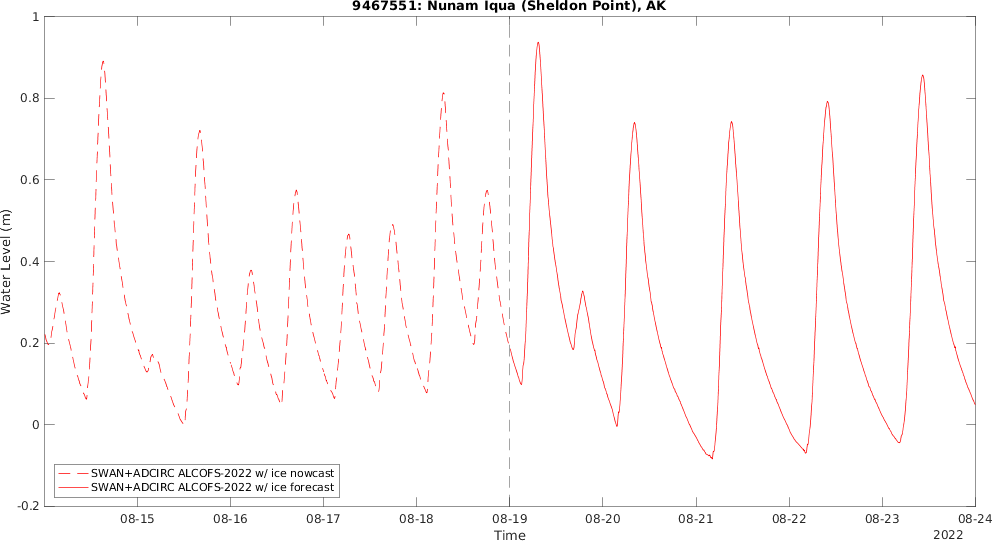 9467551: Nunam Iqua (Sheldon Point), AK
Water Level (m)
1
0.8
0.6
0.4
0.2
0
-0.2
SWAN+ADCIRC ALCOFS-2022 w/ ice nowcast
SWAN+ADCIRC ALCOFS-2022 w/ ice forecast
08-15 08-16 08-17 08-18 08-19 08-20 08-21 08-22 08-23 08-24
Time
2022